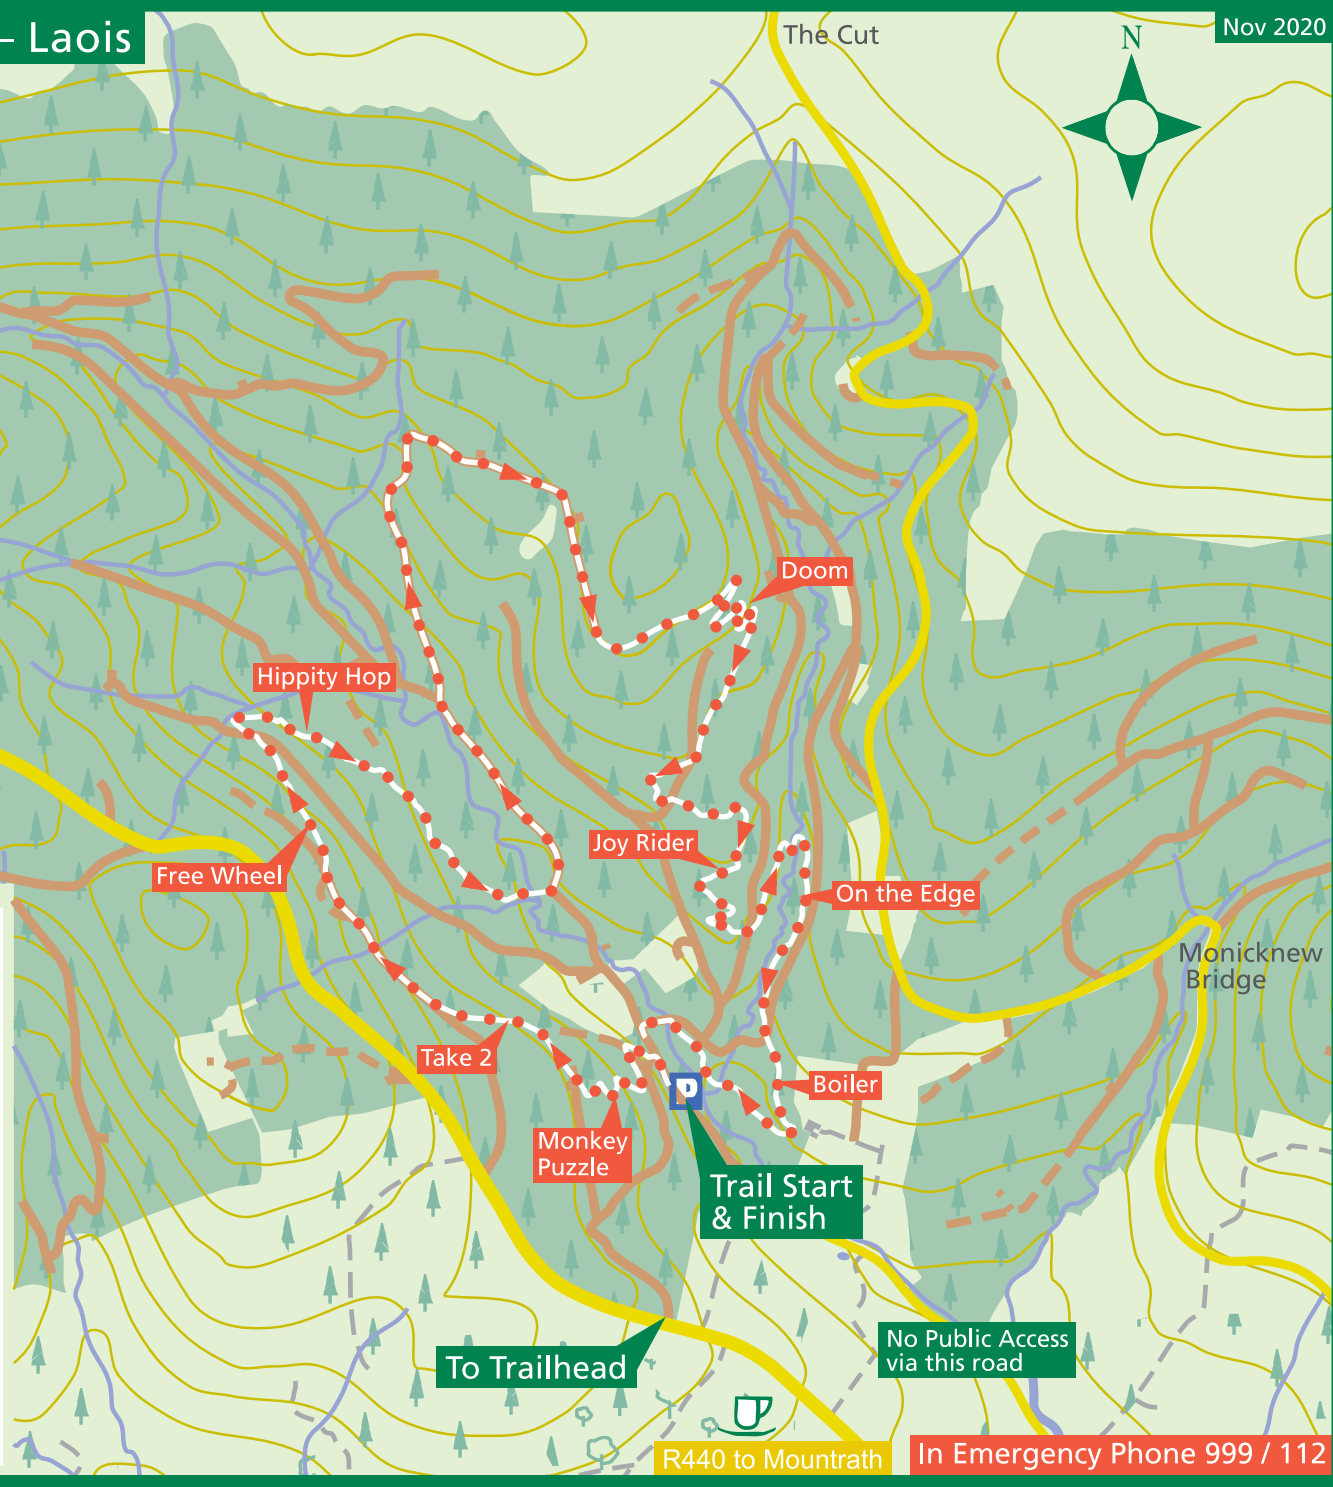 – Laois
The Cut
Nov 2020
N
Doom
Hippity Hop
Joy Rider
Free Wheel
On the Edge
Monicknew
Bridge
Take 2
Boiler
P
Monkey
Puzzle
Trail Start
& Finish
No Public Access
via this road
To Trailhead
R440 to Mountrath
In Emergency Phone 999 / 112